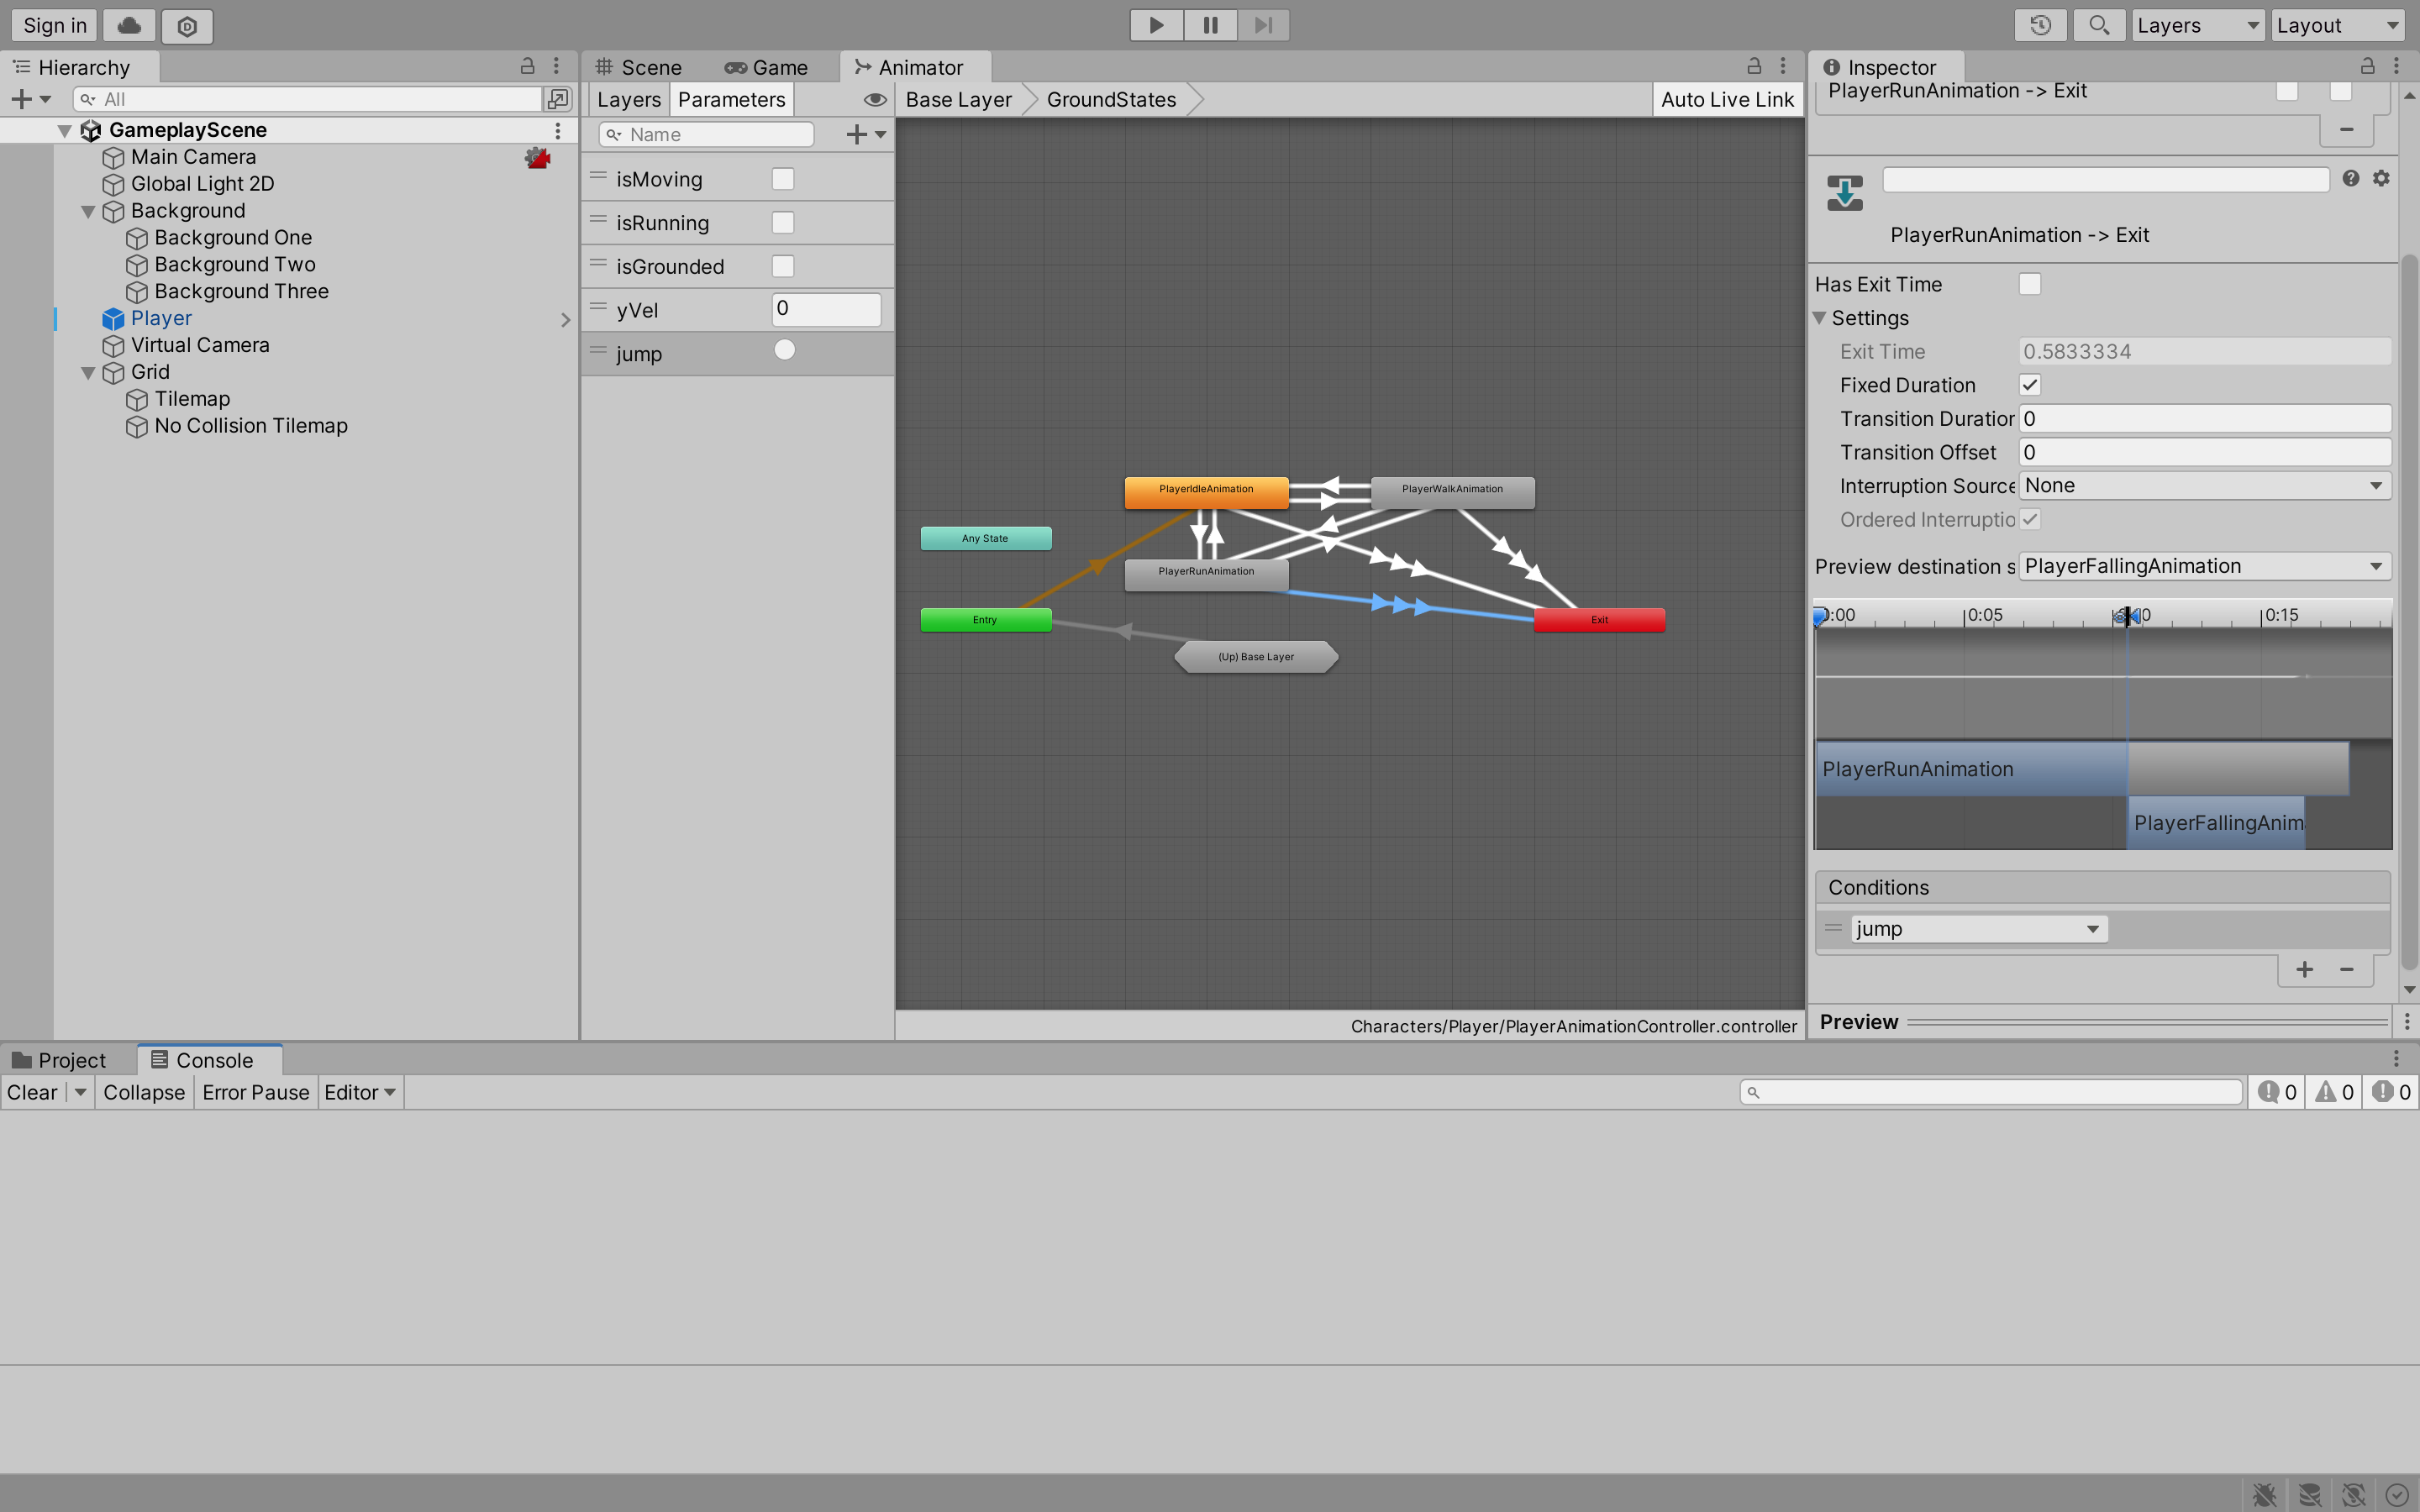 Sign in
Layers
Layout
Hierarchy
All
GameplayScene
Main Camera
Global Light 2D
Background
Background One
Background Two
Background Three
Player
Virtual Camera
Grid
Tilemap
No Collision Tilemap
Scene
Game
Animator
Layers
Parameters
Base Layer
GroundStates
Auto Live Link
Name
isMoving
isRunning
isGrounded
yVel
0
jump
PlayerIdleAnimation
PlayerWalkAnimation
Any State
PlayerRunAnimation
Entry
Exit
(Up) Base Layer
Characters/Player/PlayerAnimationController.controller
Inspector
PlayerRunAnimation -> Exit
PlayerRunAnimation -> Exit
Has Exit Time
Settings
Exit Time
0.5833334
Fixed Duration
Transition Duration
0
Transition Offset
0
Interruption Source
None
Ordered Interruptio
Preview destination s
PlayerFallingAnimation
0:00
0:05
0:15
PlayerRunAnimation
PlayerFallingAnim
Conditions
jump
Preview
Project
Console
Clear
Collapse
Error Pause
Editor
0
0
0